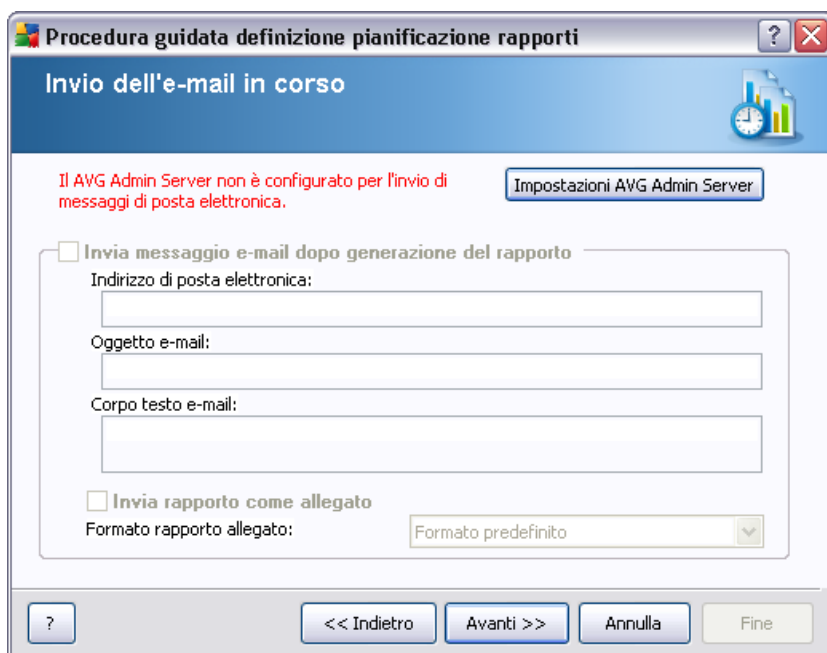 Procedura guidata definizione pianificazione rapporti
?
Invio dell'e-mail in corso
Il AVG Admin Server non è configurato per l'invio di
messaggi di posta elettronica.
Impostazioni AVG Admin Server
Invia messaggio e-mail dopo generazione del rapporto
Indirizzo di posta elettronica:
Oggetto e-mail:
Corpo testo e-mail:
Invia rapporto come allegato
Formato rapporto allegato:
Formato predefinito
?
<< Indietro
Avanti >>
Annulla
Fine